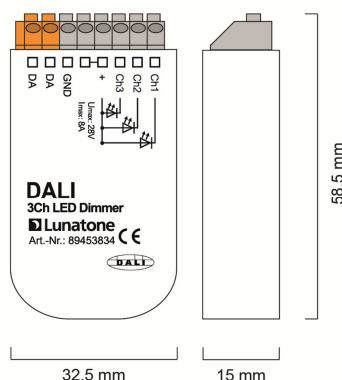 DA
DA
GND
+
Ch3
Ch2
Ch1
Umax: 28V
Imax: 8A
DALI
3Ch LED Dimmer
Lunatone
Art.-Nr.: 89453834 CE
DALI
58.5 mm
32.5 mm
15 mm